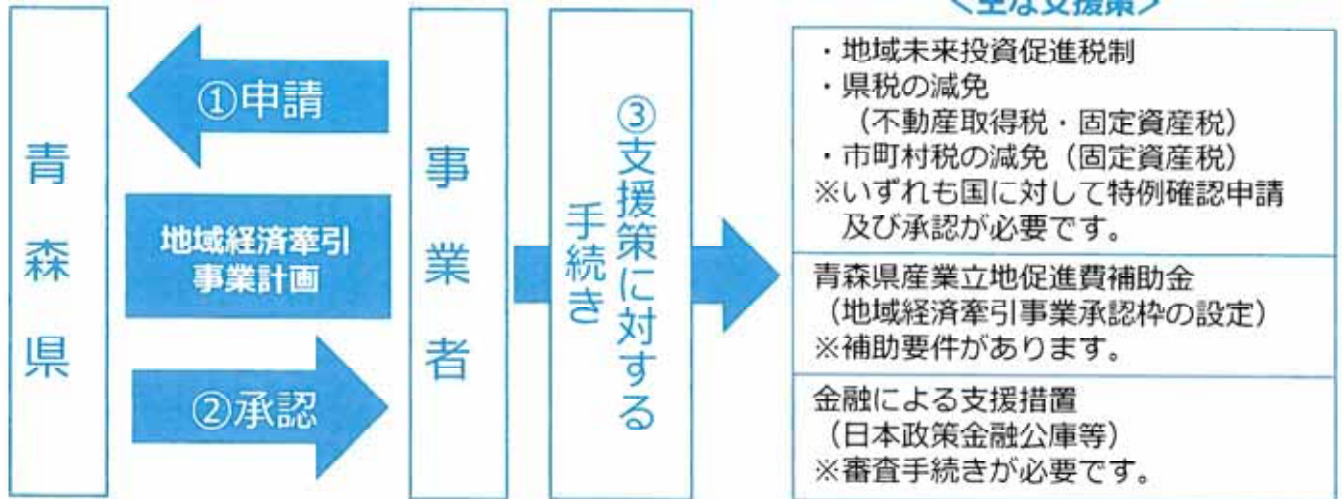 青森県
①申請
地域経済牽引
事業計画
②承認
事業者
③支援策に対する
手続き
<主な支援策>
・地域未来投資促進税制
・県税の減免
（不動産取得税・固定資産税）
・市町村税の減免（固定資産税）
※いずれも国に対して特例確認申請
及び承認が必要です。
青森県産業立地促進費補助金
（地域経済牽引事業承認枠の設定）
※補助要件があります。
金融による支援措置
（日本政策金融公庫等）
※審査手続きが必要です。